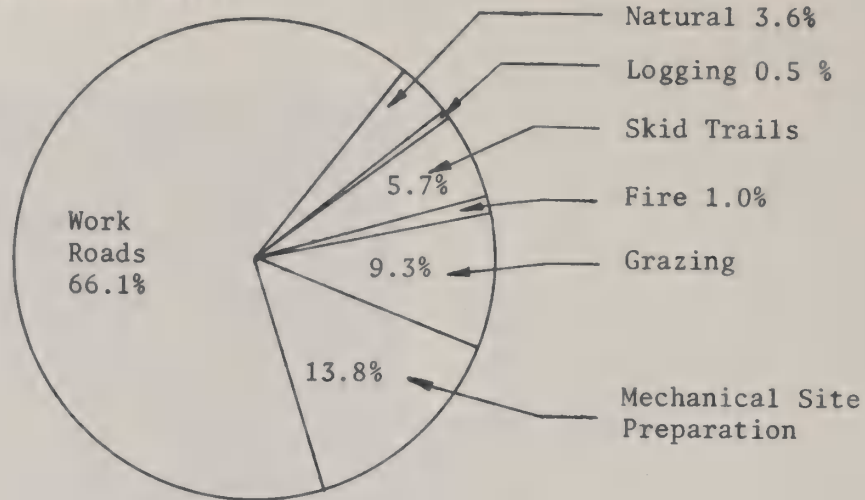 Natural 3.6%
Logging 0.5 %
Skid Trails
5.7%
Fire 1.0%
Work
Roads
66.1%
9.3%
Grazing
13.8%
Mechanical Site
Preparation